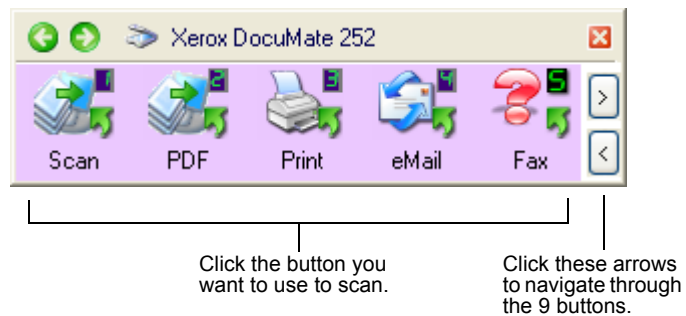 Xerox DocuMate 252
1 2 3 4 5
Scan PDF Print eMail Fax
Click the button you
want to use to scan.
Click these arrows
to navigate through
the 9 buttons.